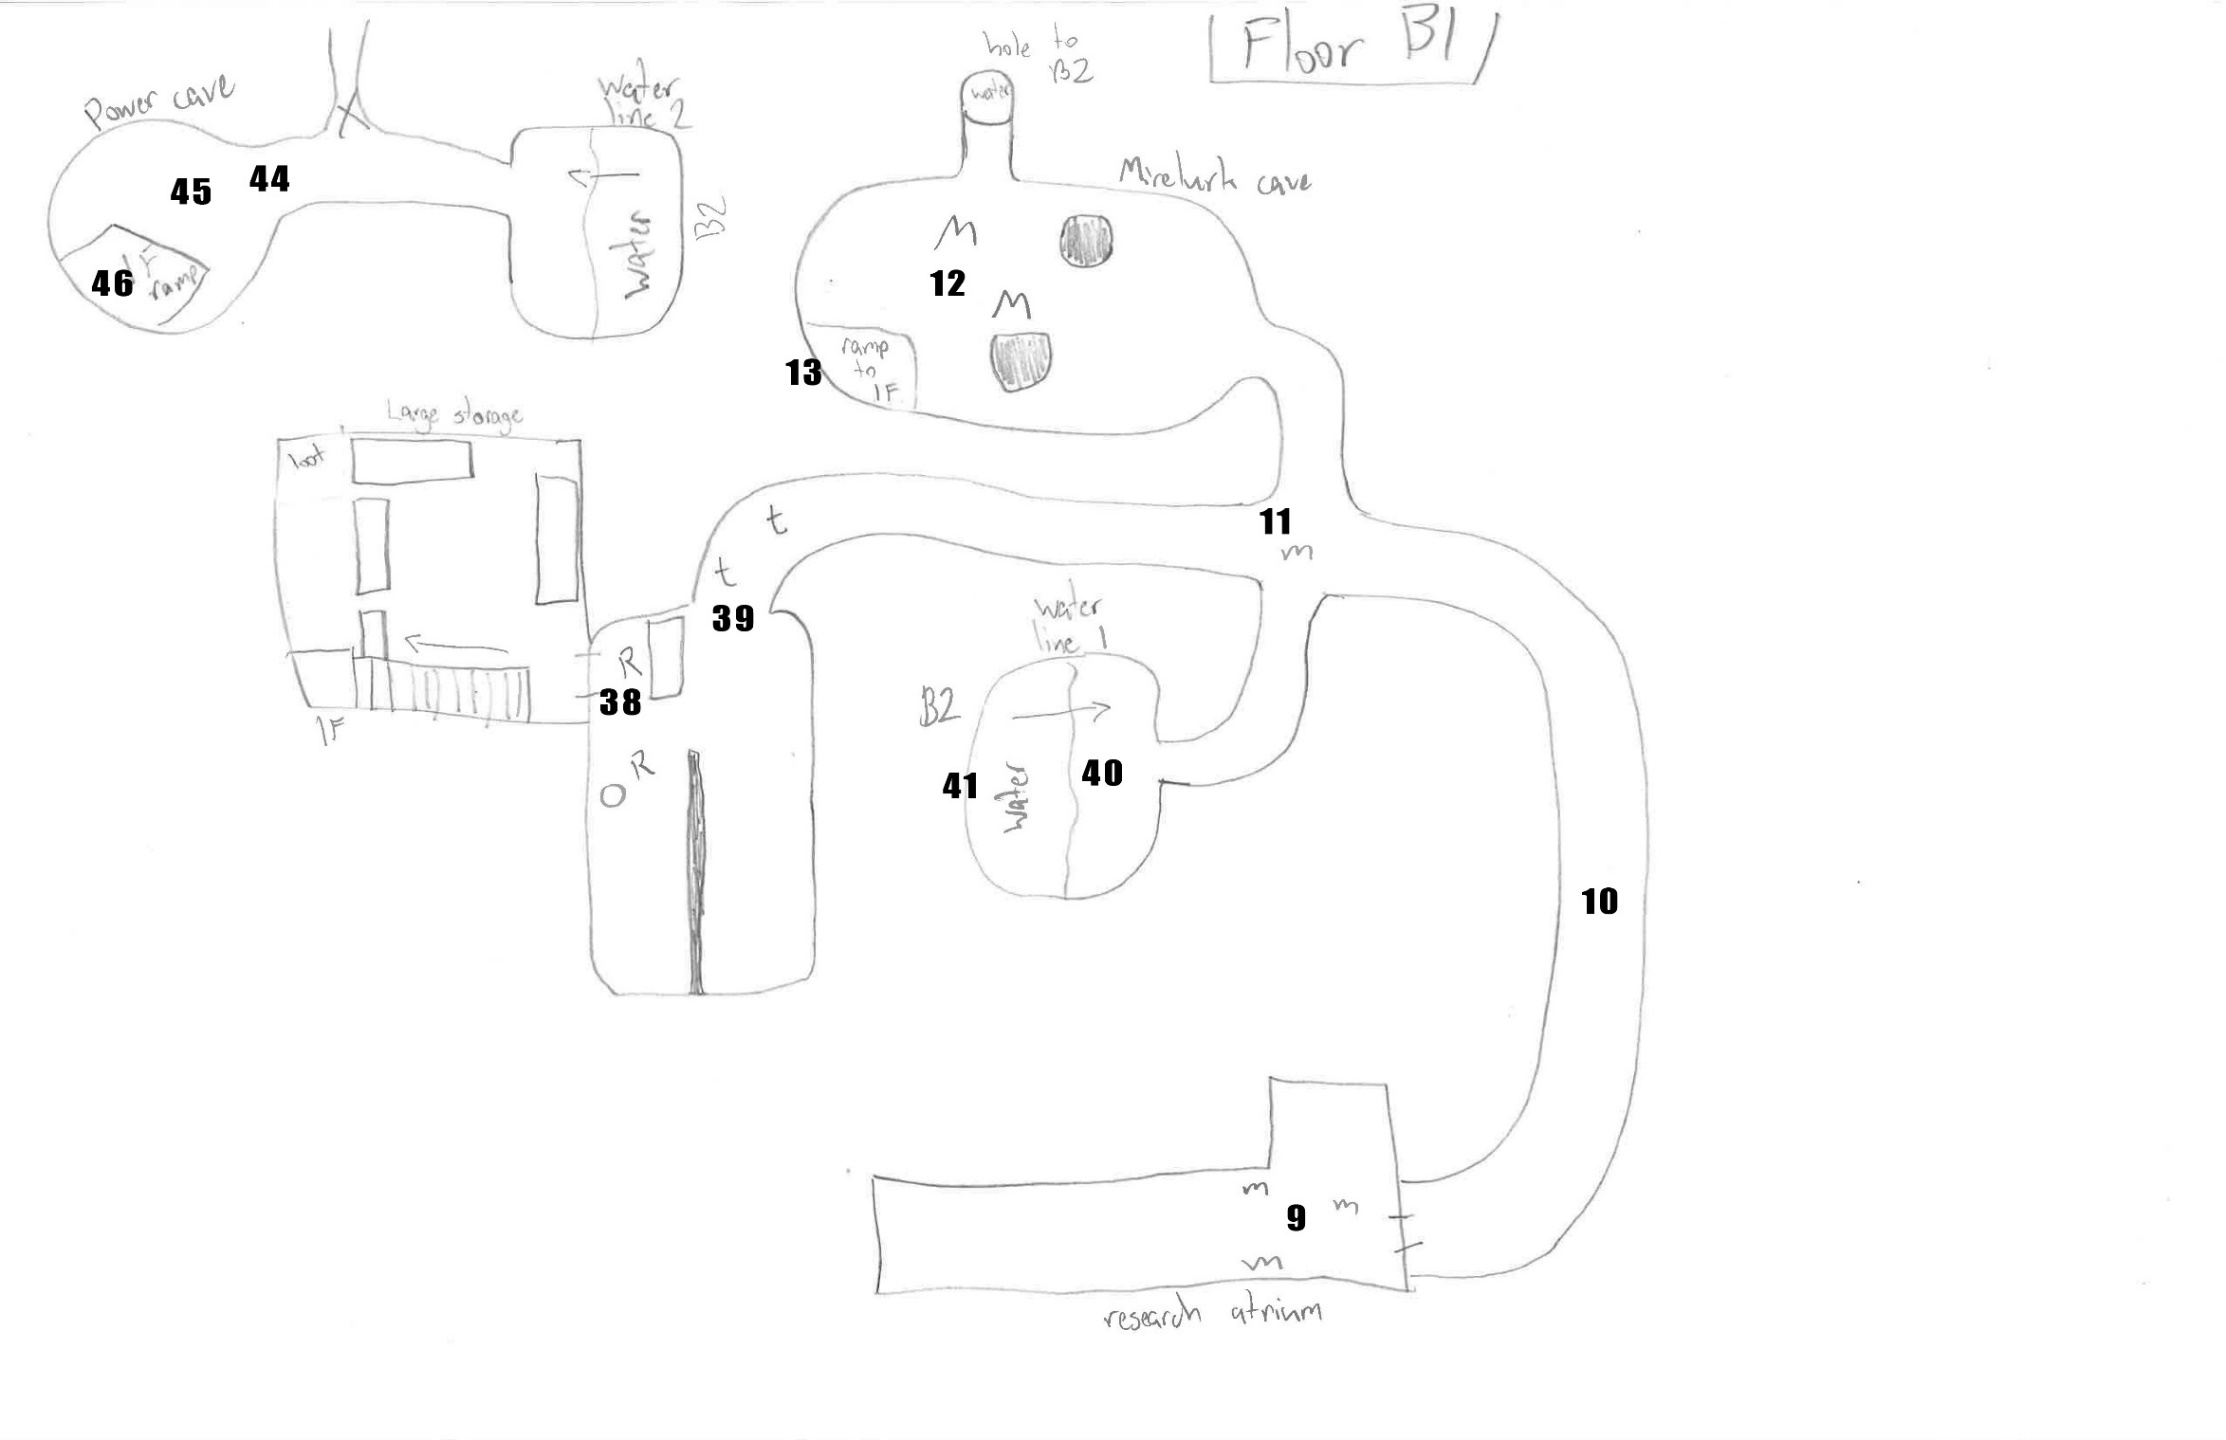 Floor B1
hole to
B2
water
Power cave
Water
line 2
Mirelurk cave
45
44
Water
B2
M
12
M
46
1F
ramp
13
ramp
to
1F
Large storage
loot
11
m
t
t
39
R
38
1F
R
O
water
line 1
B2
41
Water
40
10
m
9
m
m
research atrium